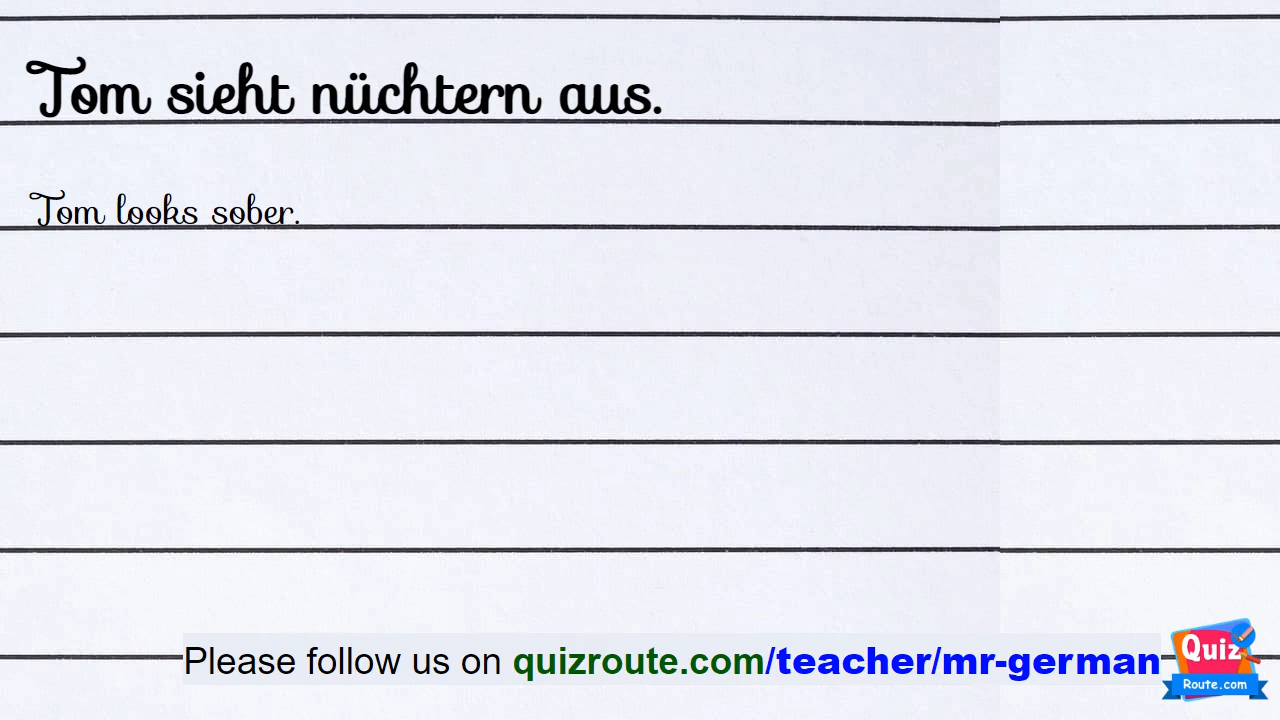 Tom sieht nüchtern aus.
Tom looks sober.
Please follow us on quizroute.com/teacher/mr-german
Quiz
Route.com